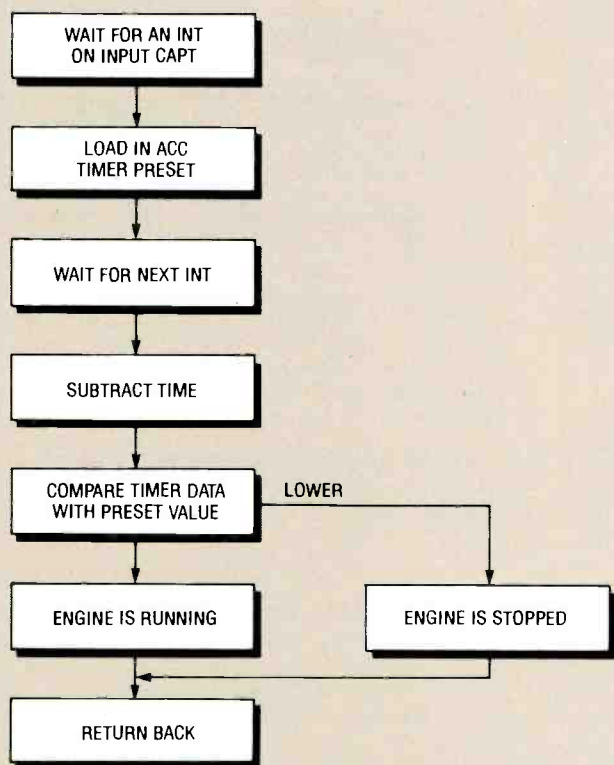 WAIT FOR AN INT
ON INPUT CAPT
LOAD IN ACC
TIMER PRESET
WAIT FOR NEXT INT
SUBTRACT TIME
COMPARE TIMER DATA
WITH PRESET VALUE
LOWER
ENGINE IS RUNNING
ENGINE IS STOPPED
RETURN BACK